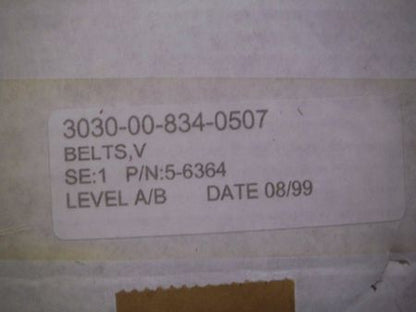 3030-00-834-0507
BELTS,V
SE:1 P/N:5-6364
LEVEL A/B DATE 08/99